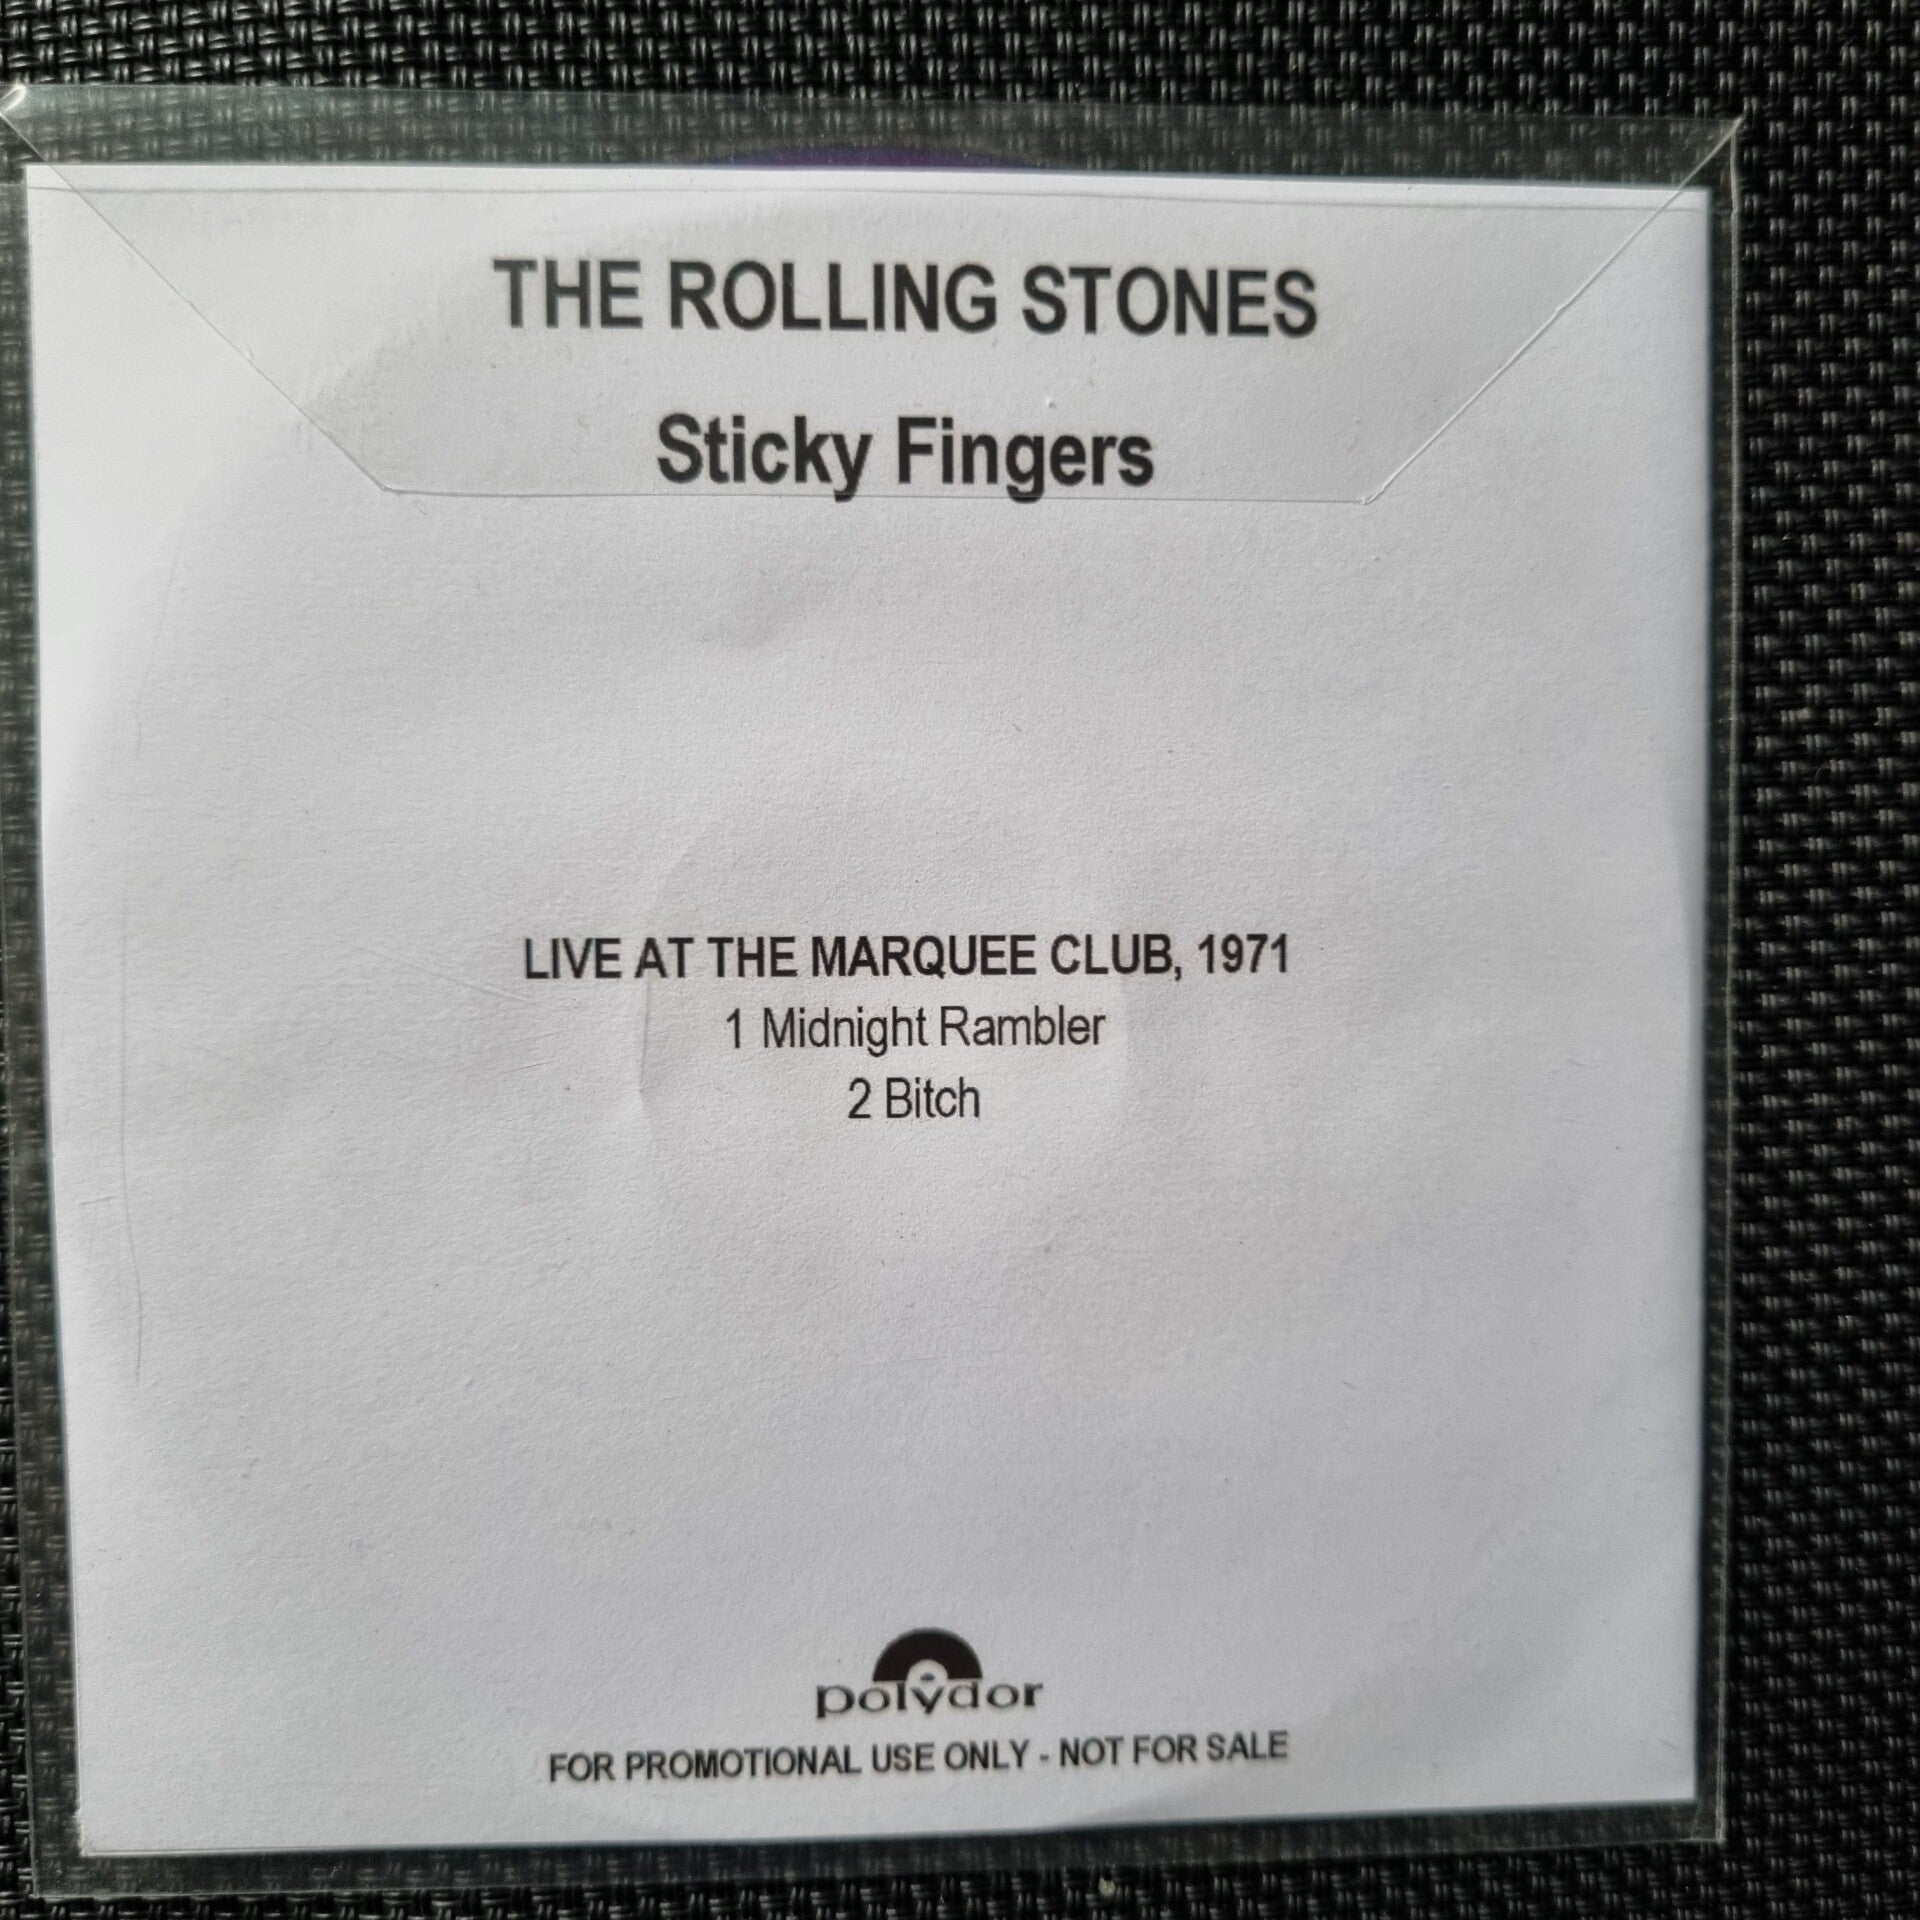 THE ROLLING STONES
Sticky Fingers
LIVE AT THE MARQUEE CLUB, 1971
1 Midnight Rambler
2 Bitch
polydor
FOR PROMOTIONAL USE ONLY - NOT FOR SALE